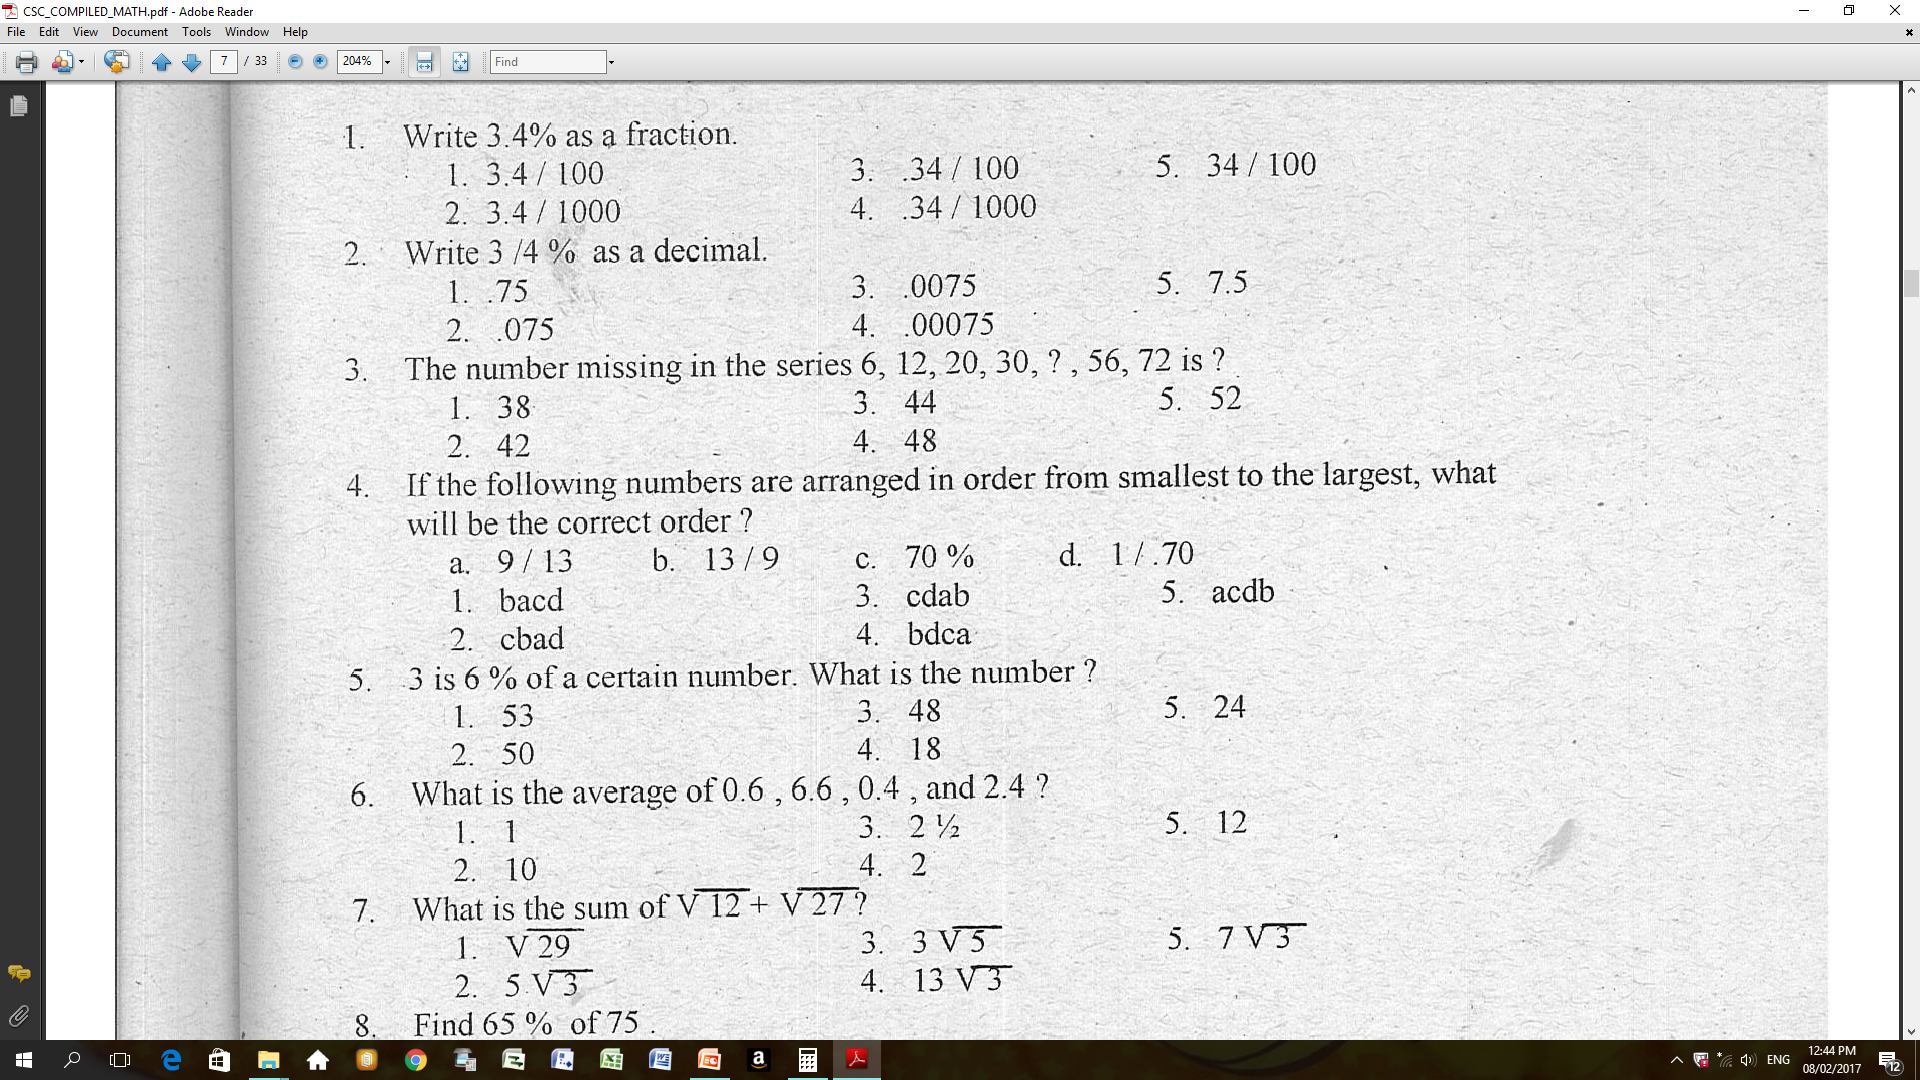 CSC_COMPILED_MATH.pdf - Adobe Reader
File Edit View Document Tools Window Help
7 / 33 204% Find
1. Write 3.4% as a fraction.
1. 3.4 / 100 3. .34 / 100 5. 34 / 100
2. 3.4 / 1000 4. .34 / 1000
2. Write 3 /4 % as a decimal.
1. .75 3. .0075 5. 7.5
2. .075 4. .00075
3. The number missing in the series 6, 12, 20, 30, ? , 56, 72 is ?
1. 38 3. 44 5. 52
2. 42 4. 48
4. If the following numbers are arranged in order from smallest to the largest, what
will be the correct order ?
a. 9 / 13 b. 13 / 9 c. 70 % d. 1 / .70
1. bacd 3. cdab 5. acdb
2. cbad 4. bdca
5. 3 is 6 % of a certain number. What is the number ?
1. 53 3. 48 5. 24
2. 50 4. 18
6. What is the average of 0.6 , 6.6 , 0.4 , and 2.4 ?
1. 1 3. 2 ½ 5. 12
2. 10 4. 2
7. What is the sum of √12 + √27 ?
1. √29 3. 3 √5 5. 7 √3
2. 5 √3 4. 13 √3
8. Find 65 % of 75 .
ENG 12:44 PM 12
08/02/2017